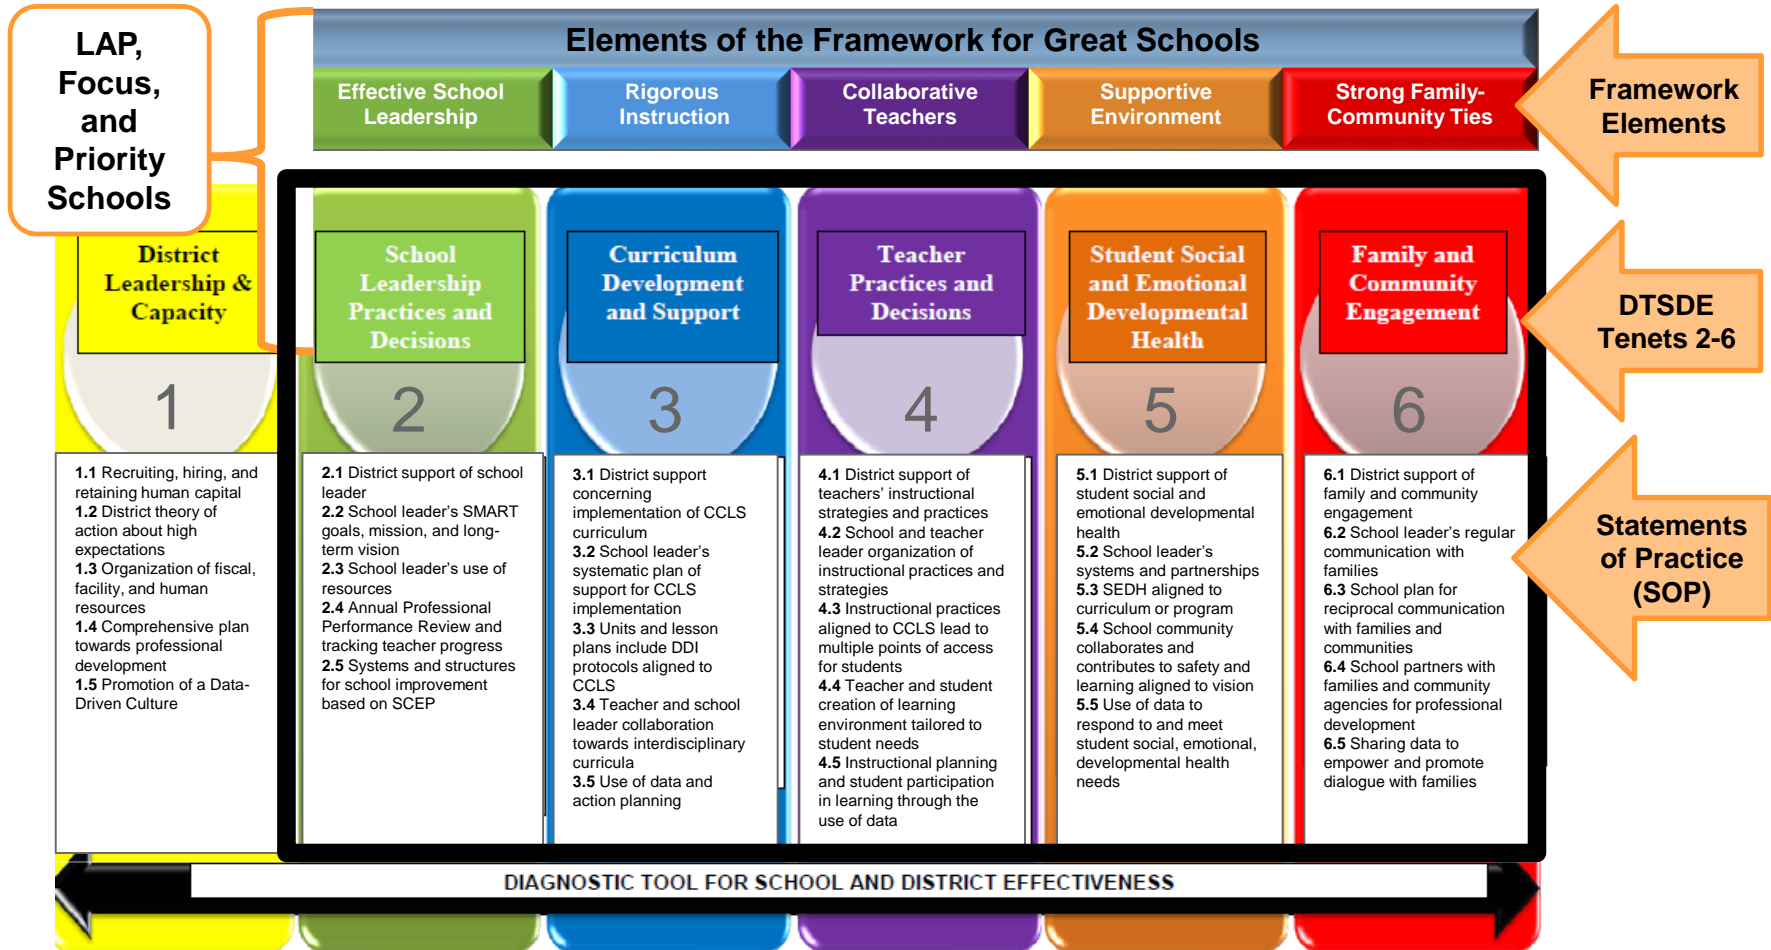 LAP,
Focus,
and
Priority
Schools
Elements of the Framework for Great Schools
Effective School
Leadership
Rigorous
Instruction
Collaborative
Teachers
Supportive
Environment
Strong Family-
Community Ties
Framework
Elements
District
Leadership &
Capacity
1
School
Leadership
Practices and
Decisions
2
Curriculum
Development
and Support
3
Teacher
Practices and
Decisions
4
Student Social
and Emotional
Developmental
Health
5
Family and
Community
Engagement
6
DTSDE
Tenets 2-6
1.1 Recruiting, hiring, and
retaining human capital
1.2 District theory of
action about high
expectations
1.3 Organization of fiscal,
facility, and human
resources
1.4 Comprehensive plan
towards professional
development
1.5 Promotion of a Data-
Driven Culture
2.1 District support of school
leader
2.2 School leader’s SMART
goals, mission, and long-
term vision
2.3 School leader’s use of
resources
2.4 Annual Professional
Performance Review and
tracking teacher progress
2.5 Systems and structures
for school improvement
based on SCEP
3.1 District support
concerning
implementation of CCLS
curriculum
3.2 School leader’s
systematic plan of
support for CCLS
implementation
3.3 Units and lesson
plans include DDI
protocols aligned to
CCLS
3.4 Teacher and school
leader collaboration
towards interdisciplinary
curricula
3.5 Use of data and
action planning
4.1 District support of
teachers’ instructional
strategies and practices
4.2 School and teacher
leader organization of
instructional practices and
strategies
4.3 Instructional practices
aligned to CCLS lead to
multiple points of access
for students
4.4 Teacher and student
creation of learning
environment tailored to
student needs
4.5 Instructional planning
and student participation
in learning through the
use of data
5.1 District support of
student social and
emotional developmental
health
5.2 School leader’s
systems and partnerships
5.3 SEDH aligned to
curriculum or program
5.4 School community
collaborates and
contributes to safety and
learning aligned to vision
5.5 Use of data to
respond to and meet
student social, emotional,
developmental health
needs
6.1 District support of
family and community
engagement
6.2 School leader’s regular
communication with
families
6.3 School plan for
reciprocal communication
with families and
communities
6.4 School partners with
families and community
agencies for professional
development
6.5 Sharing data to
empower and promote
dialogue with families
Statements
of Practice
(SOP)
DIAGNOSTIC TOOL FOR SCHOOL AND DISTRICT EFFECTIVENESS